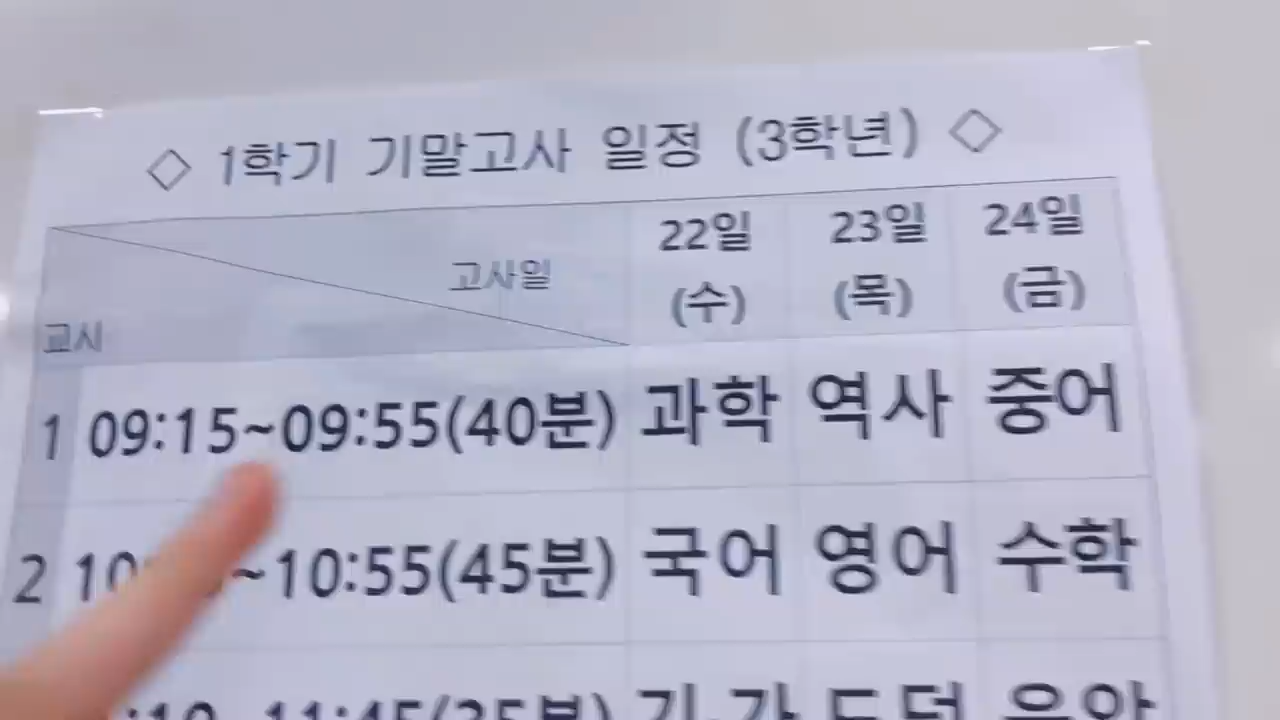 ◇ 1학기 기말고사 일정 (3학년) ◇
고사일 22일 23일 24일
교시 (수) (목) (금)
1 09:15~09:55(40분) 과학 역사 중어
2 ~10:55(45분) 국어 영어 수학